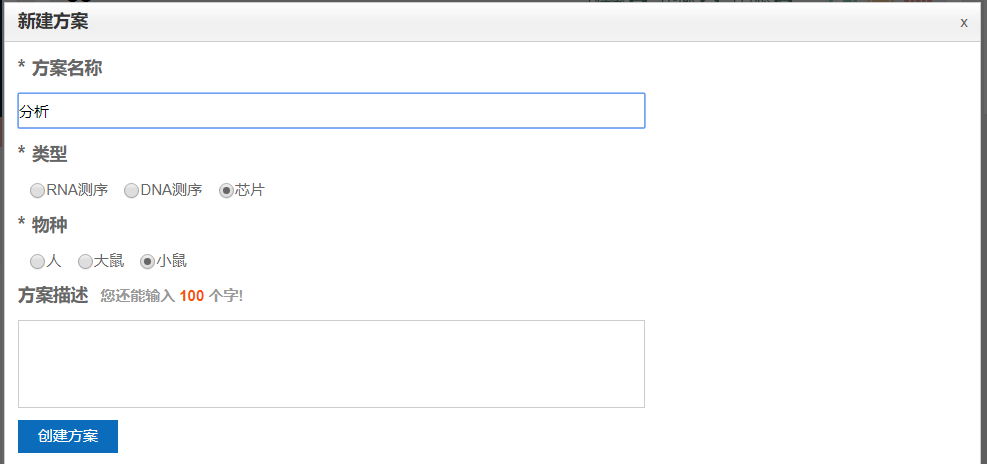 新建方案 x
* 方案名称
分析
* 类型
RNA测序 DNA测序 芯片
* 物种
人 大鼠 小鼠
方案描述 您还能输入 100 个字!
创建方案